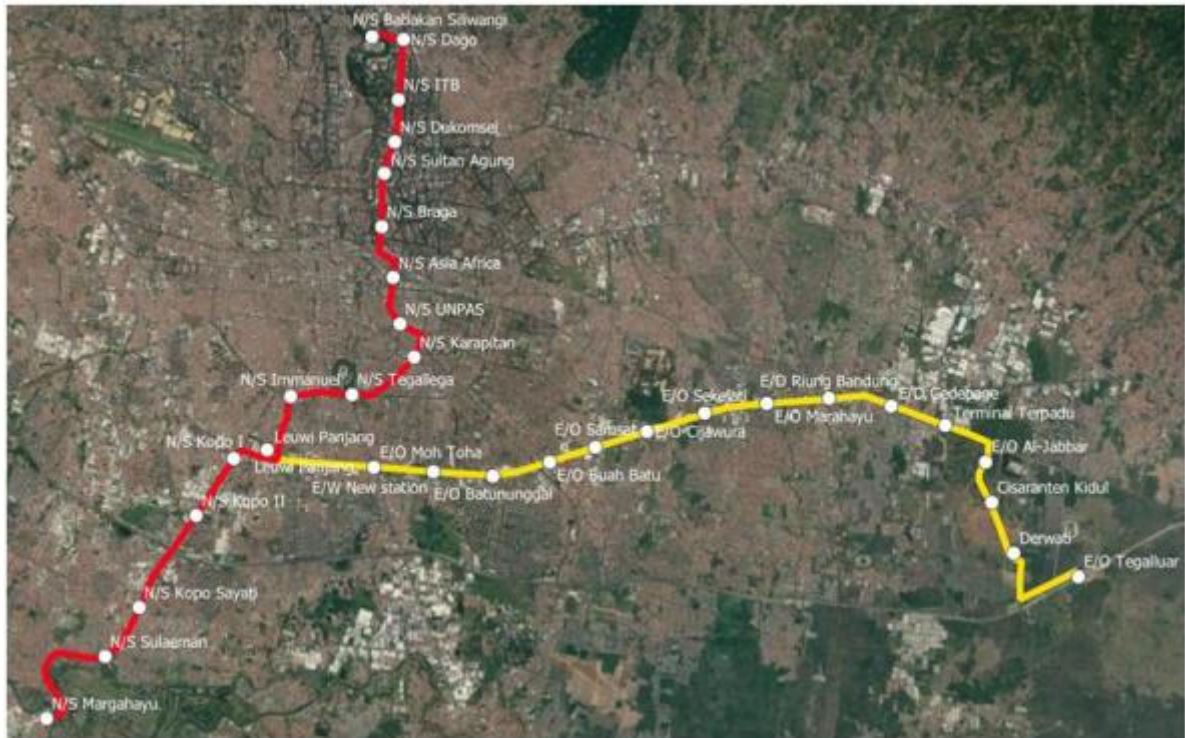 N/S Babakan Siliwangi
N/S Dago
N/S ITB
N/S Dukomsel
N/S Sultan Agung
N/S Braga
N/S Asia Africa
N/S UNPAS
N/S Karapitan
N/S Immanuel
N/S Tegallega
E/O Riung Bandung
E/O Sekelati
E/O Gedebage
E/O Marahayu
Terminal Terpadu
E/O Samsat
E/O Cijawura
N/S Kopo I
Leuwi Panjang
E/O Al-Jabbar
E/O Moh Toha
Leuwi Panjang
E/O Buah Batu
E/W New station
E/O Batununggal
N/S Kopo II
Cisaranten Kidul
Derwati
E/O Tegalluar
N/S Kopo Sayati
N/S Sulaeman
N/S Margahayu